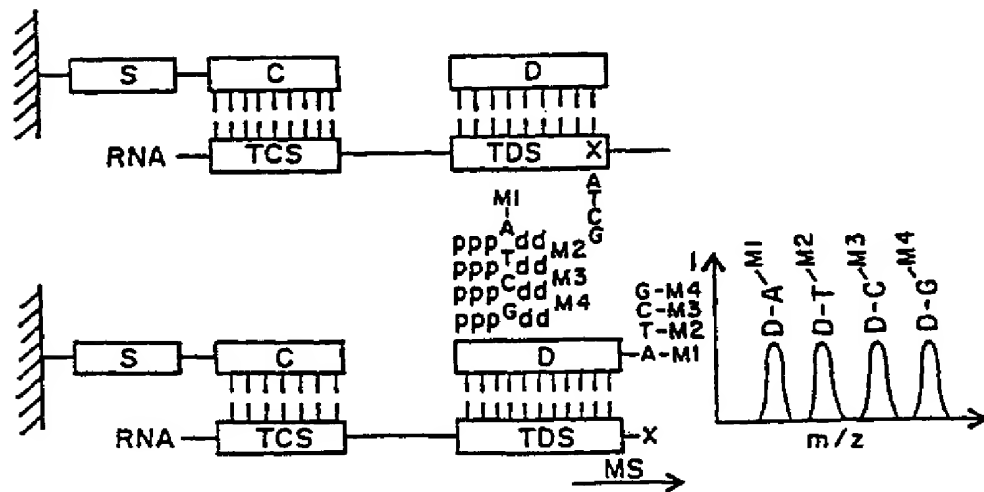 S C D
RNA TCS TDS X
A
T
C
G
M1
A
pppAdd M2
pppTdd M3
pppCdd M4
pppGdd
G-M4
C-M3
T-M2
A-M1
S C D
RNA TCS TDS X
MS
I
D-A-M1 D-T-M2 D-C-M3 D-G-M4
m/z